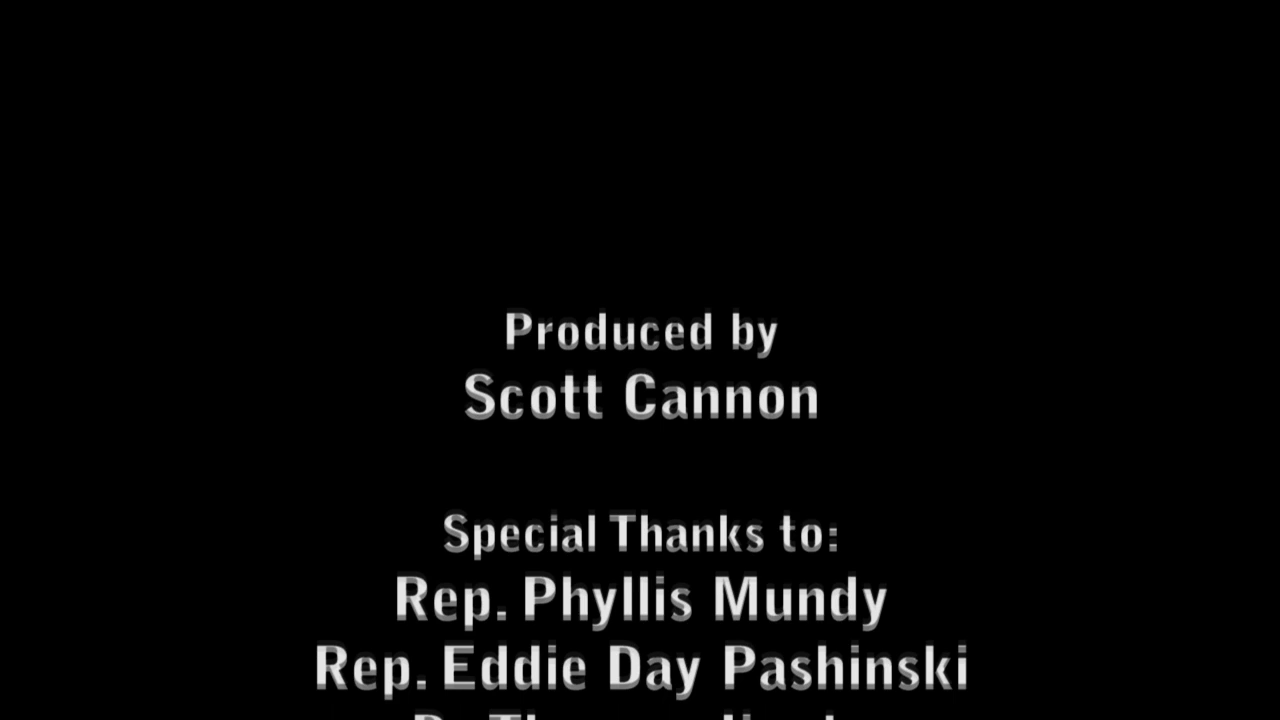 Produced by
Scott Cannon
Special Thanks to:
Rep. Phyllis Mundy
Rep. Eddie Day Pashinski